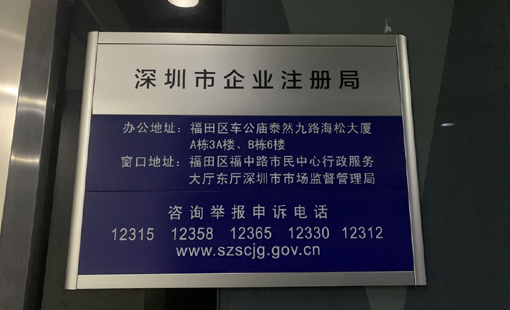 深圳市企业注册局
办公地址：福田区车公庙泰然九路海松大厦
A栋3A楼、B栋6楼
窗口地址：福田区福中路市民中心行政服务
大厅东厅深圳市市场监督管理局
咨询举报申诉电话
12315 12358 12365 12330 12312
www.szscjg.gov.cn